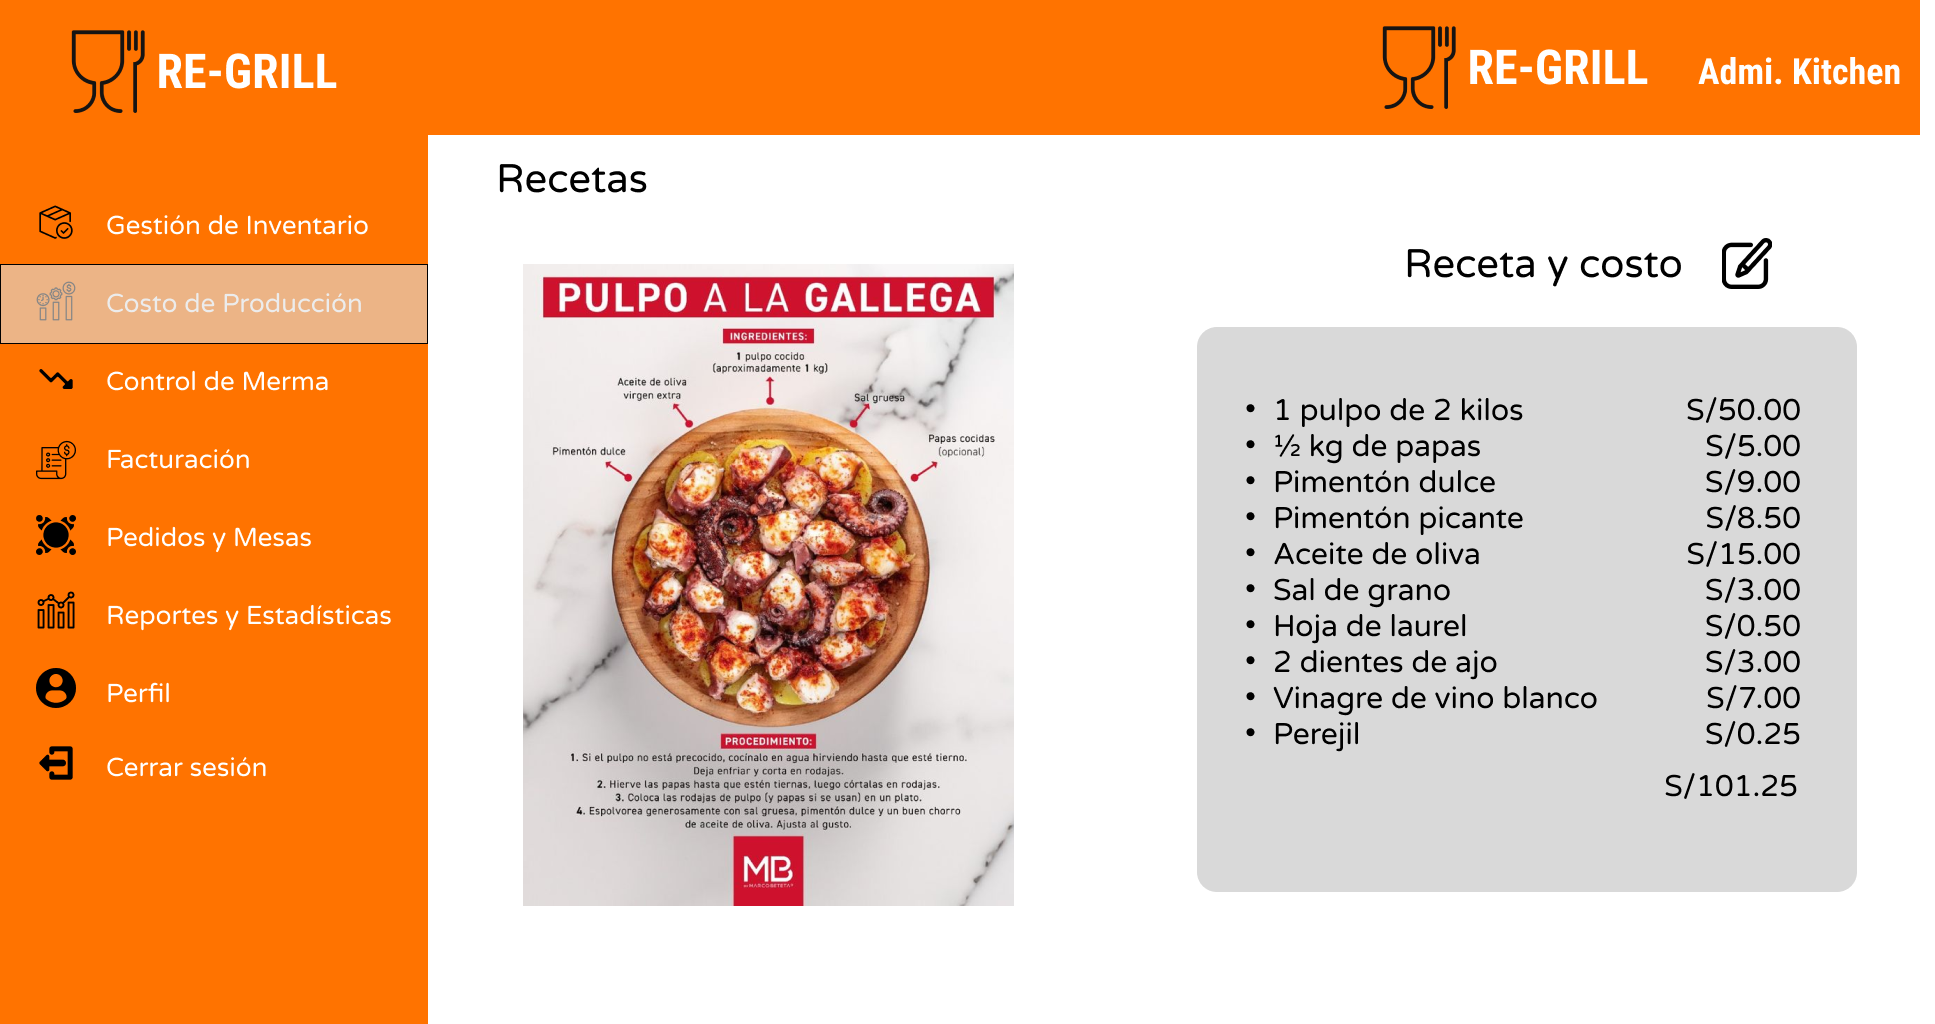 RE-GRILL
RE-GRILL
Admi. Kitchen
Gestión de Inventario
Costo de Producción
Control de Merma
Facturación
Pedidos y Mesas
Reportes y Estadísticas
Perfil
Cerrar sesión
Recetas
PULPO A LA GALLEGA
INGREDIENTES:
1 pulpo cocido
(aproximadamente 1 kg)
Aceite de oliva
virgen extra
Sal gruesa
Papas cocidas
(opcional)
Pimentón dulce
PROCEDIMIENTO:
1. Si el pulpo no está precocido, cocínalo en agua hirviendo hasta que esté tierno.
Deja enfriar y corta en rodajas.
2. Hierve las papas hasta que estén tiernas, luego córtalas en rodajas.
3. Coloca las rodajas de pulpo (y papas si se usan) en un plato.
4. Espolvorea generosamente con sal gruesa, pimentón dulce y un buen chorro
de aceite de oliva. Ajusta al gusto.
MB
Receta y costo
• 1 pulpo de 2 kilos S/50.00
• ½ kg de papas S/5.00
• Pimentón dulce S/9.00
• Pimentón picante S/8.50
• Aceite de oliva S/15.00
• Sal de grano S/3.00
• Hoja de laurel S/0.50
• 2 dientes de ajo S/3.00
• Vinagre de vino blanco S/7.00
• Perejil S/0.25
S/101.25